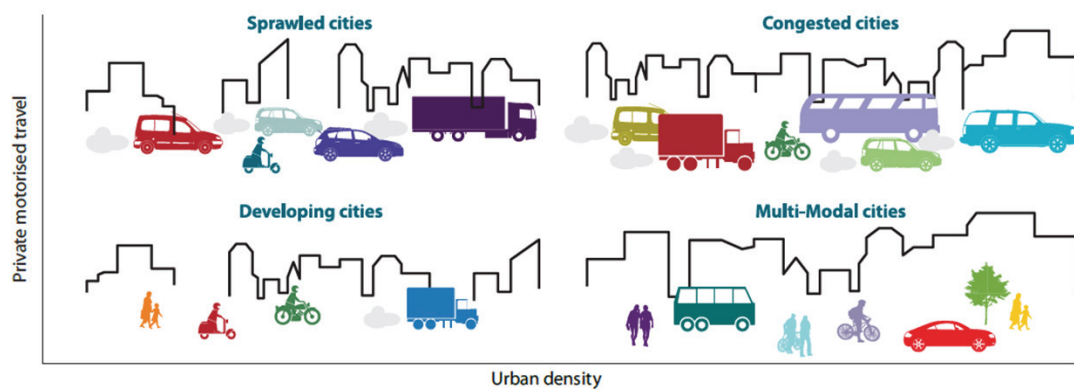 Sprawled cities
Congested cities
Private motorised travel
Developing cities
Multi-Modal cities
Urban density